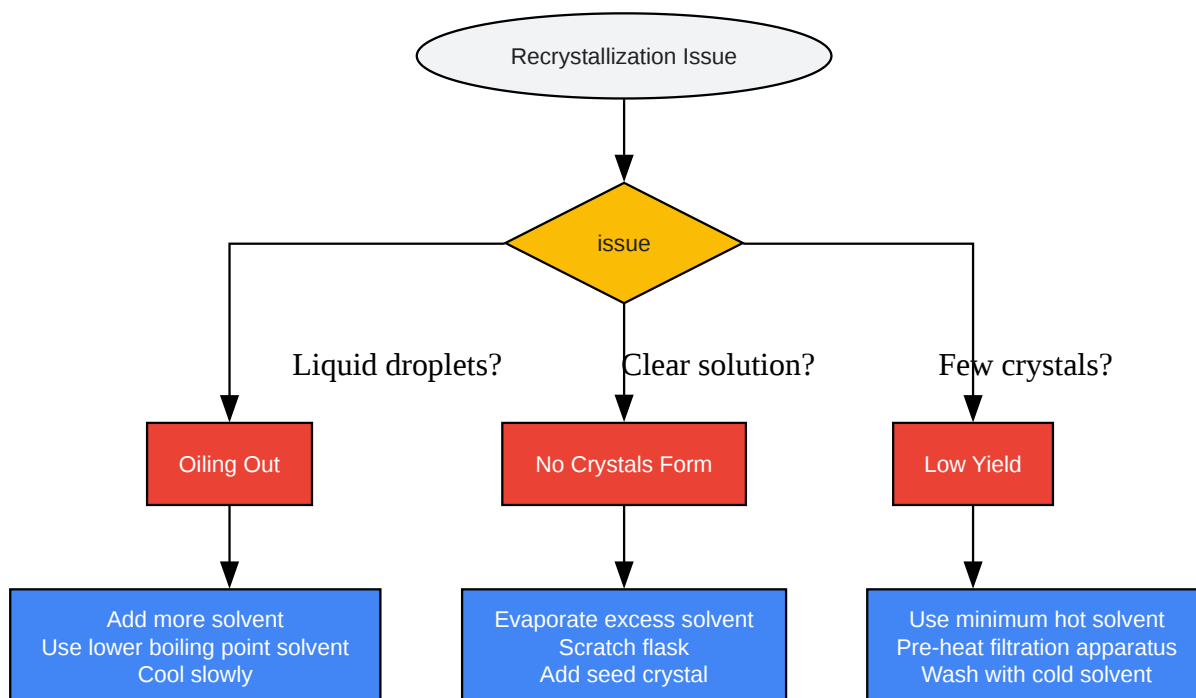 Recrystallization Issue
issue
Liquid droplets?
Clear solution?
Few crystals?
Oiling Out
No Crystals Form
Low Yield
Add more solvent
Use lower boiling point solvent
Cool slowly
Evaporate excess solvent
Scratch flask
Add seed crystal
Use minimum hot solvent
Pre-heat filtration apparatus
Wash with cold solvent